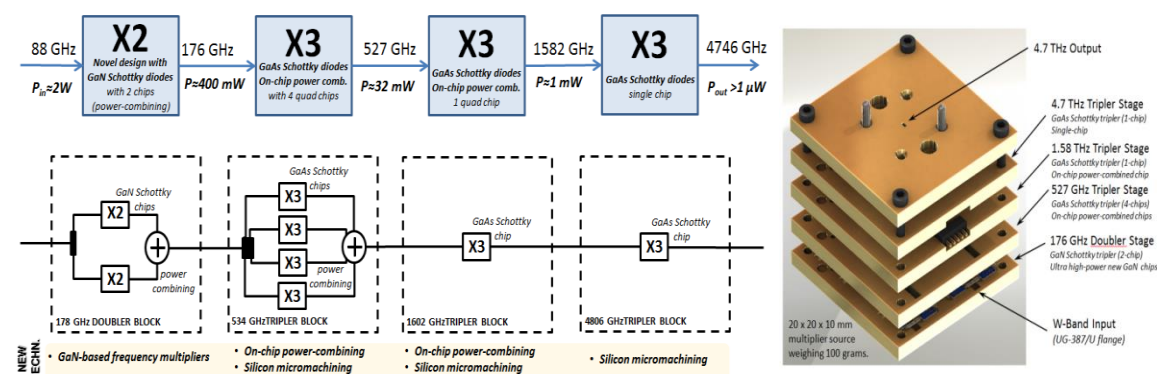 88 GHz
Pin≈2W
X2
Novel design with
GaN Schottky diodes
with 2 chips
(power-combining)
176 GHz
P≈400 mW
X3
GaAs Schottky diodes
On-chip power comb.
with 4 quad chips
527 GHz
P≈32 mW
X3
GaAs Schottky diodes
On-chip power comb.
1 quad chip
1582 GHz
P≈1 mW
X3
GaAs Schottky diodes
single chip
4746 GHz
Pout >1 µW
GaN Schottky
chips
X2
X2
+
power
combining
178 GHz DOUBLER BLOCK
GaAs Schottky
chips
X3
X3
X3
X3
+
power
combining
534 GHzTRIPLER BLOCK
GaAs Schottky
chip
X3
1602 GHzTRIPLER BLOCK
GaAs Schottky
chip
X3
4806 GHzTRIPLER BLOCK
NEW
ECHN.
• GaN-based frequency multipliers
• On-chip power-combining
• Silicon micromachining
• On-chip power-combining
• Silicon micromachining
• Silicon micromachining
4.7 THz Output
4.7 THz Tripler Stage
GaAs Schottky tripler (1-chip)
Single-chip
1.58 THz Tripler Stage
GaAs Schottky tripler (1-chip)
On-chip power-combined chip
527 GHz Tripler Stage
GaAs Schottky tripler (4-chips)
On-chip power-combined chips
176 GHz Doubler Stage
GaN Schottky tripler (2-chip)
Ultra high-power new GaN chips
W-Band Input
(UG-387/U flange)
20 x 20 x 10 mm
multiplier source
weighing 100 grams.